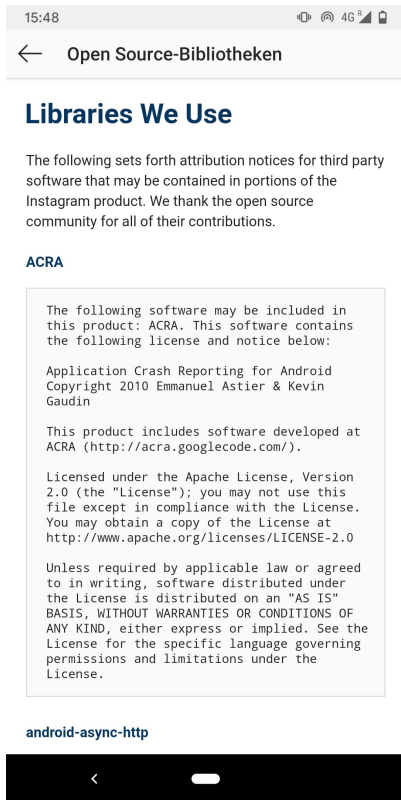 15:48
4G R
Open Source-Bibliotheken
Libraries We Use
The following sets forth attribution notices for third party
software that may be contained in portions of the
Instagram product. We thank the open source
community for all of their contributions.
ACRA
The following software may be included in
this product: ACRA. This software contains
the following license and notice below:
Application Crash Reporting for Android
Copyright 2010 Emmanuel Astier & Kevin
Gaudin
This product includes software developed at
ACRA (http://acra.googlecode.com/).
Licensed under the Apache License, Version
2.0 (the "License"); you may not use this
file except in compliance with the License.
You may obtain a copy of the License at
http://www.apache.org/licenses/LICENSE-2.0
Unless required by applicable law or agreed
to in writing, software distributed under
the License is distributed on an "AS IS"
BASIS, WITHOUT WARRANTIES OR CONDITIONS OF
ANY KIND, either express or implied. See the
License for the specific language governing
permissions and limitations under the
License.
android-async-http